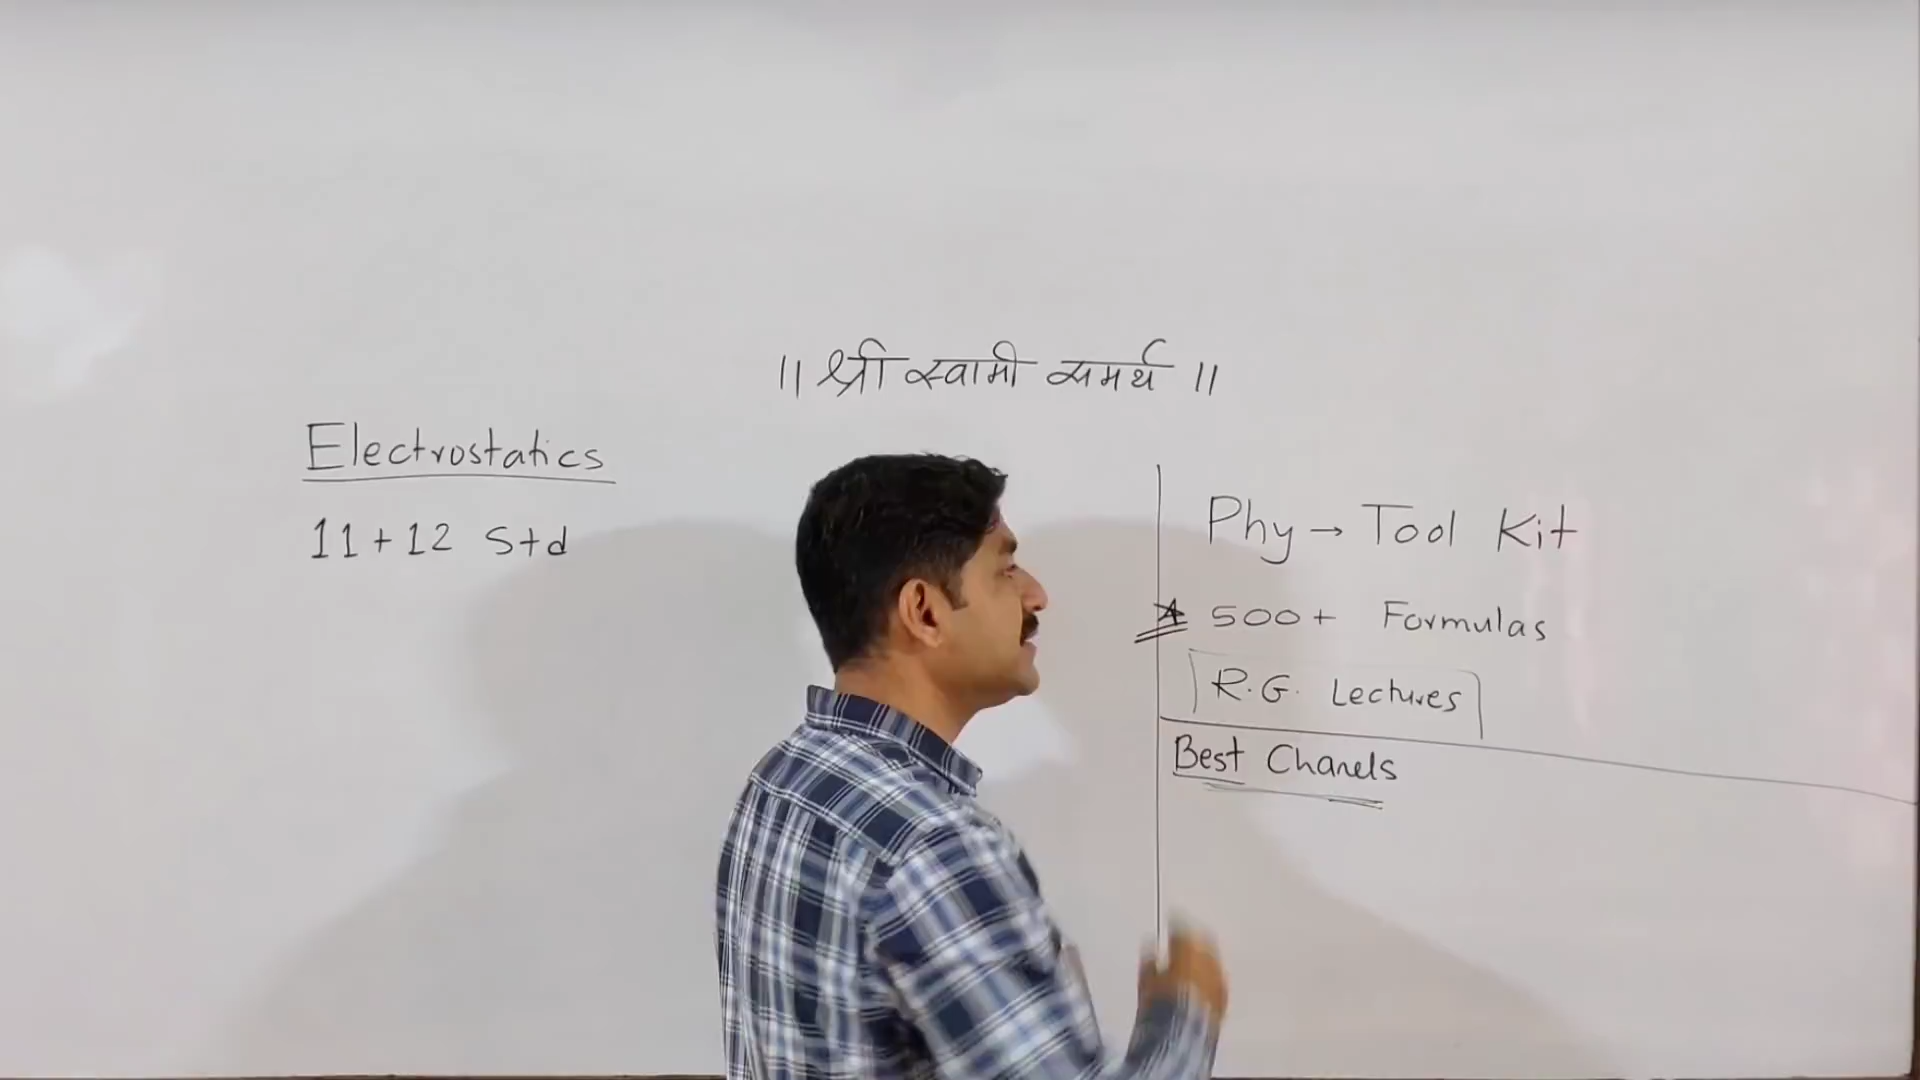 || श्री स्वामी समर्थ ||
Electrostatics
11+12 Std
Phy → Tool Kit
500+ Formulas
R.G. Lectures
Best Chanels